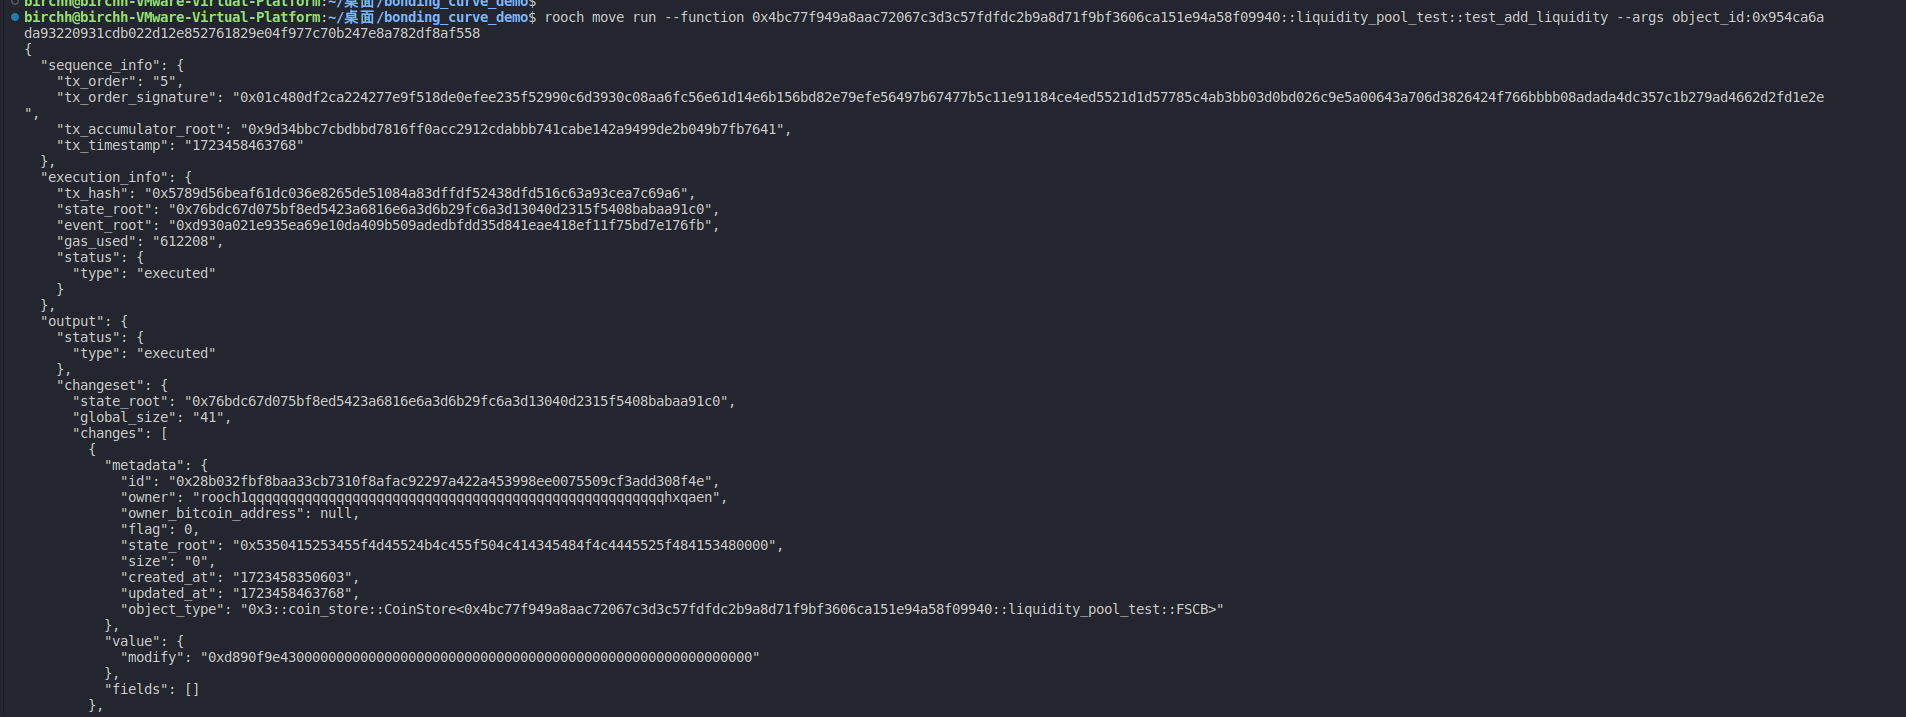 birchh@birchh-VMware-Virtual-Platform:~/桌面/bonding_curve_demo$
birchh@birchh-VMware-Virtual-Platform:~/桌面/bonding_curve_demo$ rooch move run --function 0x4bc77f949a8aac72067c3d3c57fdfdc2b9a8d71f9bf3606ca151e94a58f09940::liquidity_pool_test::test_add_liquidity --args object_id:0x954ca6a
da93220931cdb022d12e852761829e04f977c70b247e8a782df8af558
{
  "sequence_info": {
    "tx_order": "5",
    "tx_order_signature": "0x01c480df2ca224277e9f518de0efee235f52990c6d3930c08aa6fc56e61d14e6b156bd82e79efe56497b67477b5c11e91184ce4ed5521d1d57785c4ab3bb03d0bd026c9e5a00643a706d3826424f766bbbb08adada4dc357c1b279ad4662d2fd1e2e
",
    "tx_accumulator_root": "0x9d34bbc7cbdbbd7816ff0acc2912cdabbb741cabe142a9499de2b049b7fb7641",
    "tx_timestamp": "1723458463768"
  },
  "execution_info": {
    "tx_hash": "0x5789d56beaf61dc036e8265de51084a83dffdf52438dfd516c63a93cea7c69a6",
    "state_root": "0x76bdc67d075bf8ed5423a6816e6a3d6b29fc6a3d13040d2315f5408babaa91c0",
    "event_root": "0xd930a021e935ea69e10da409b509adedbfdd35d841eae418ef11f75bd7e176fb",
    "gas_used": "612208",
    "status": {
      "type": "executed"
    }
  },
  "output": {
    "status": {
      "type": "executed"
    },
    "changeset": {
      "state_root": "0x76bdc67d075bf8ed5423a6816e6a3d6b29fc6a3d13040d2315f5408babaa91c0",
      "global_size": "41",
      "changes": [
        {
          "metadata": {
            "id": "0x28b032fbf8baa33cb7310f8afac92297a422a453998ee0075509cf3add308f4e",
            "owner": "rooch1qqqqqqqqqqqqqqqqqqqqqqqqqqqqqqqqqqqqqqqqqqqqqqqqqqqqhxqaen",
            "owner_bitcoin_address": null,
            "flag": 0,
            "state_root": "0x5350415253455f4d45524b4c455f504c414345484f4c4445525f484153480000",
            "size": "0",
            "created_at": "1723458350603",
            "updated_at": "1723458463768",
            "object_type": "0x3::coin_store::CoinStore<0x4bc77f949a8aac72067c3d3c57fdfdc2b9a8d71f9bf3606ca151e94a58f09940::liquidity_pool_test::FSCB>"
          },
          "value": {
            "modify": "0xd890f9e43000000000000000000000000000000000000000000000000000000000"
          },
          "fields": []
        },